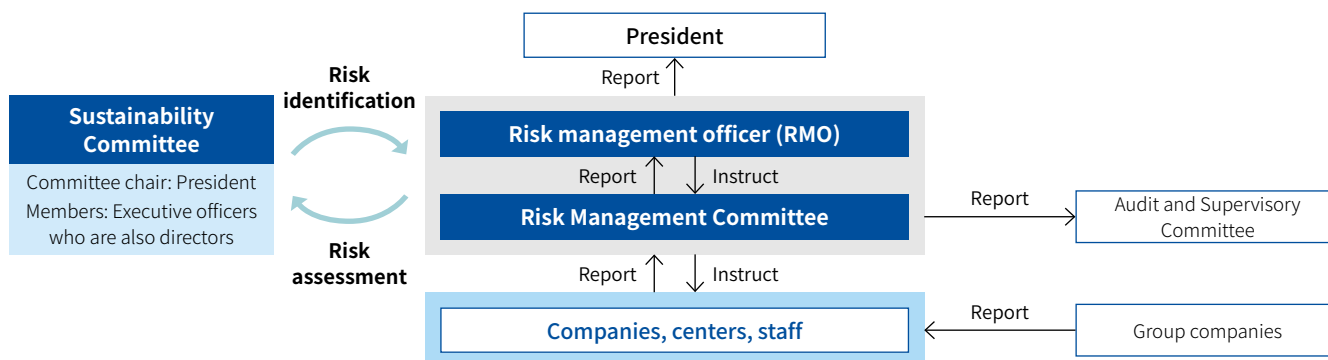 President
Report
Risk
identification
Sustainability
Committee
Committee chair: President
Members: Executive officers
who are also directors
Risk
assessment
Risk management officer (RMO)
Report
Instruct
Risk Management Committee
Report
Audit and Supervisory
Committee
Report
Instruct
Companies, centers, staff
Report
Group companies